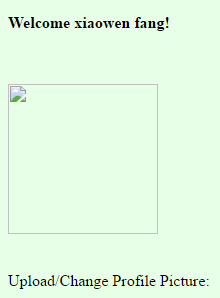 Welcome xiaowen fang!
Upload/Change Profile Picture: